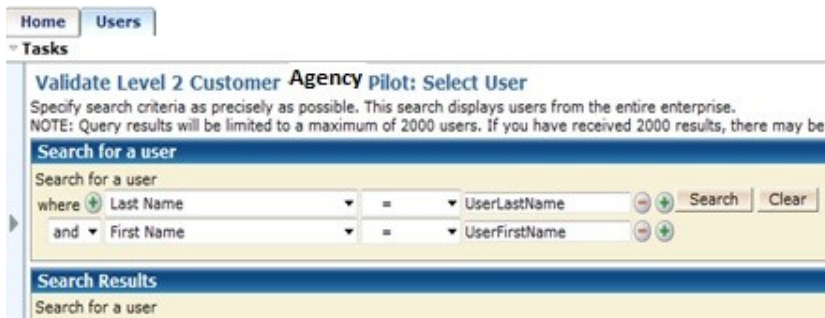 Home Users
Tasks
Validate Level 2 Customer Agency Pilot: Select User
Specify search criteria as precisely as possible. This search displays users from the entire enterprise.
NOTE: Query results will be limited to a maximum of 2000 users. If you have received 2000 results, there may be
Search for a user
Search for a user
where Last Name = UserLastName Search Clear
and First Name = UserFirstName
Search Results
Search for a user